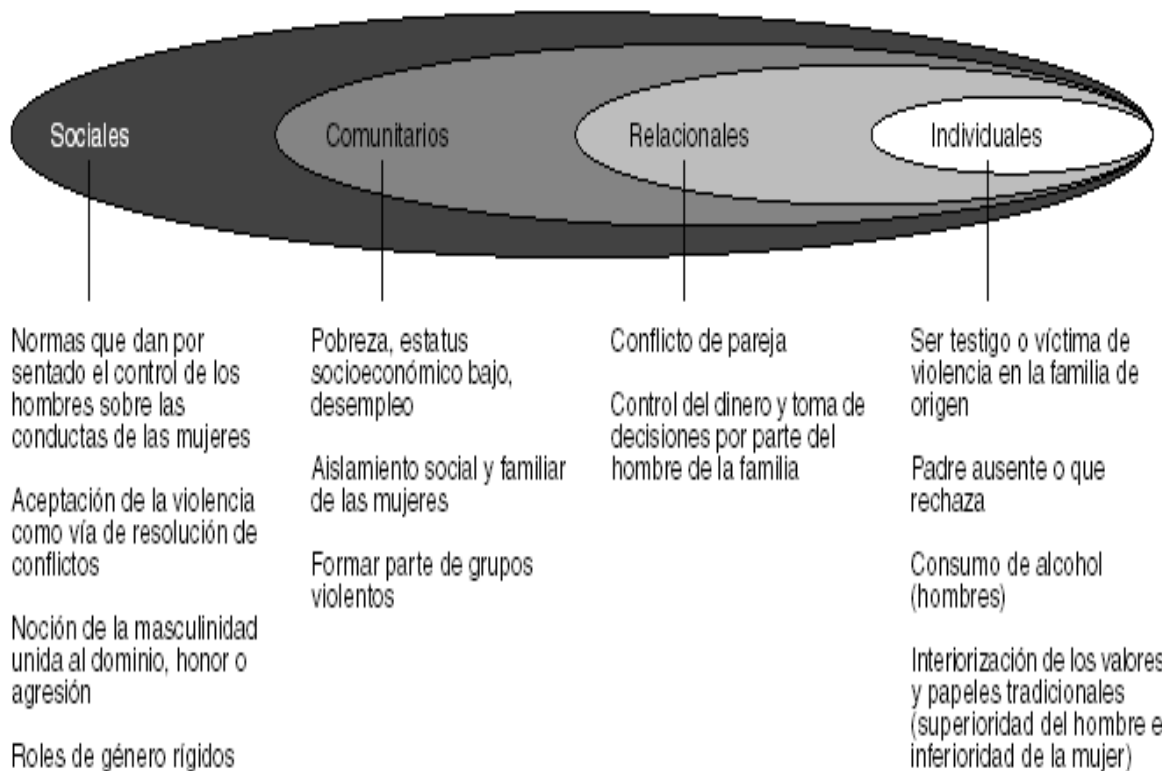 Sociales
Comunitarios
Relacionales
Individuales
Normas que dan por
sentado el control de los
hombres sobre las
conductas de las mujeres
Aceptación de la violencia
como vía de resolución de
conflictos
Noción de la masculinidad
unida al dominio, honor o
agresión
Roles de género rígidos
Pobreza, estatus
socioeconómico bajo,
desempleo
Aislamiento social y familiar
de las mujeres
Formar parte de grupos
violentos
Conflicto de pareja
Control del dinero y toma de
decisiones por parte del
hombre de la familia
Ser testigo o víctima de
violencia en la familia de
origen
Padre ausente o que
rechaza
Consumo de alcohol
(hombres)
Interiorización de los valores
y papeles tradicionales
(superioridad del hombre e
inferioridad de la mujer)